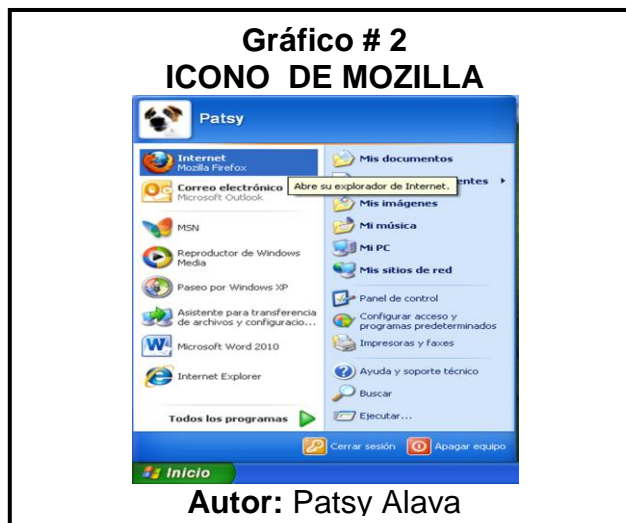 Gráfico # 2
ICONO DE MOZILLA
Patsy
Internet
Mozilla Firefox
Correo electrónico
Microsoft Outlook
MSN
Reproductor de Windows
Media
Paseo por Windows XP
Asistente para transferencia
de archivos y configuracio...
Microsoft Word 2010
Internet Explorer
Todos los programas
Mis documentos
entes
Abre su explorador de Internet.
Mis imágenes
Mi música
Mi PC
Mis sitios de red
Panel de control
Configurar acceso y
programas predeterminados
Impresoras y faxes
Ayuda y soporte técnico
Buscar
Ejecutar...
Cerrar sesión
Apagar equipo
Inicio
Autor: Patsy Alava